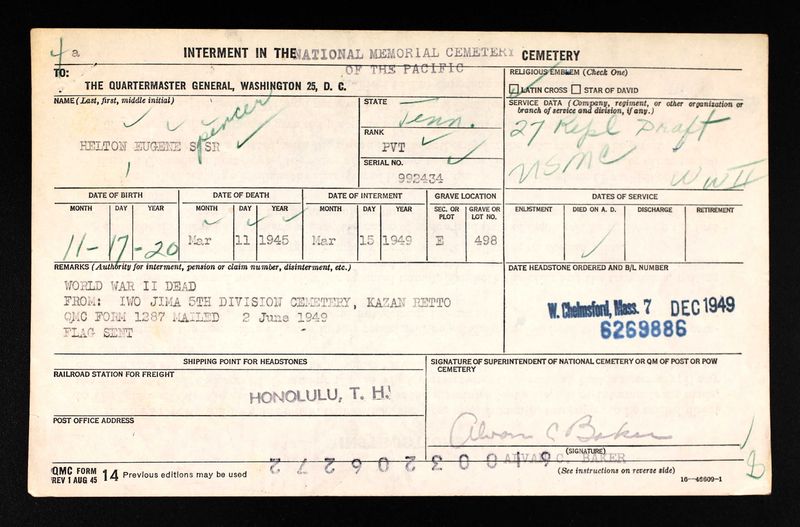 4 a
INTERMENT IN THE NATIONAL MEMORIAL CEMETERY CEMETERY
OF THE PACIFIC
TO:
THE QUARTERMASTER GENERAL, WASHINGTON 25, D. C.
RELIGIOUS EMBLEM (Check One)
LATIN CROSS STAR OF DAVID
NAME (Last, first, middle initial)
spencer
HELTON EUGENE S SR
STATE
Tenn.
RANK
PVT
SERIAL NO.
992434
SERVICE DATA (Company, regiment, or other organization or branch of service and division, if any.)
27 Repl Draft
USMC WW II
DATE OF BIRTH
MONTH DAY YEAR
11-17-20
DATE OF DEATH
MONTH DAY YEAR
Mar 11 1945
DATE OF INTERMENT
MONTH DAY YEAR
Mar 15 1949
GRAVE LOCATION
SEC. OR PLOT GRAVE OR LOT NO.
E 498
DATES OF SERVICE
ENLISTMENT DIED ON A. D. DISCHARGE RETIREMENT
REMARKS (Authority for interment, pension or claim number, disinterment, etc.)
WORLD WAR II DEAD
FROM: IWO JIMA 5TH DIVISION CEMETERY, KAZAN RETTO
QMC FORM 1287 MAILED 2 June 1949
FLAG SENT
DATE HEADSTONE ORDERED AND B/L NUMBER
W. Chelmsford, Mass. 7 DEC 1949
6269886
SHIPPING POINT FOR HEADSTONES
RAILROAD STATION FOR FREIGHT
HONOLULU, T. H.
POST OFFICE ADDRESS
SIGNATURE OF SUPERINTENDENT OF NATIONAL CEMETERY OR QM OF POST OR POW CEMETERY
Alvan C Baker
(SIGNATURE)
ALVAN C. BAKER
(See instructions on reverse side)
QMC FORM
REV 1 AUG 45 14 Previous editions may be used
16—46609-1